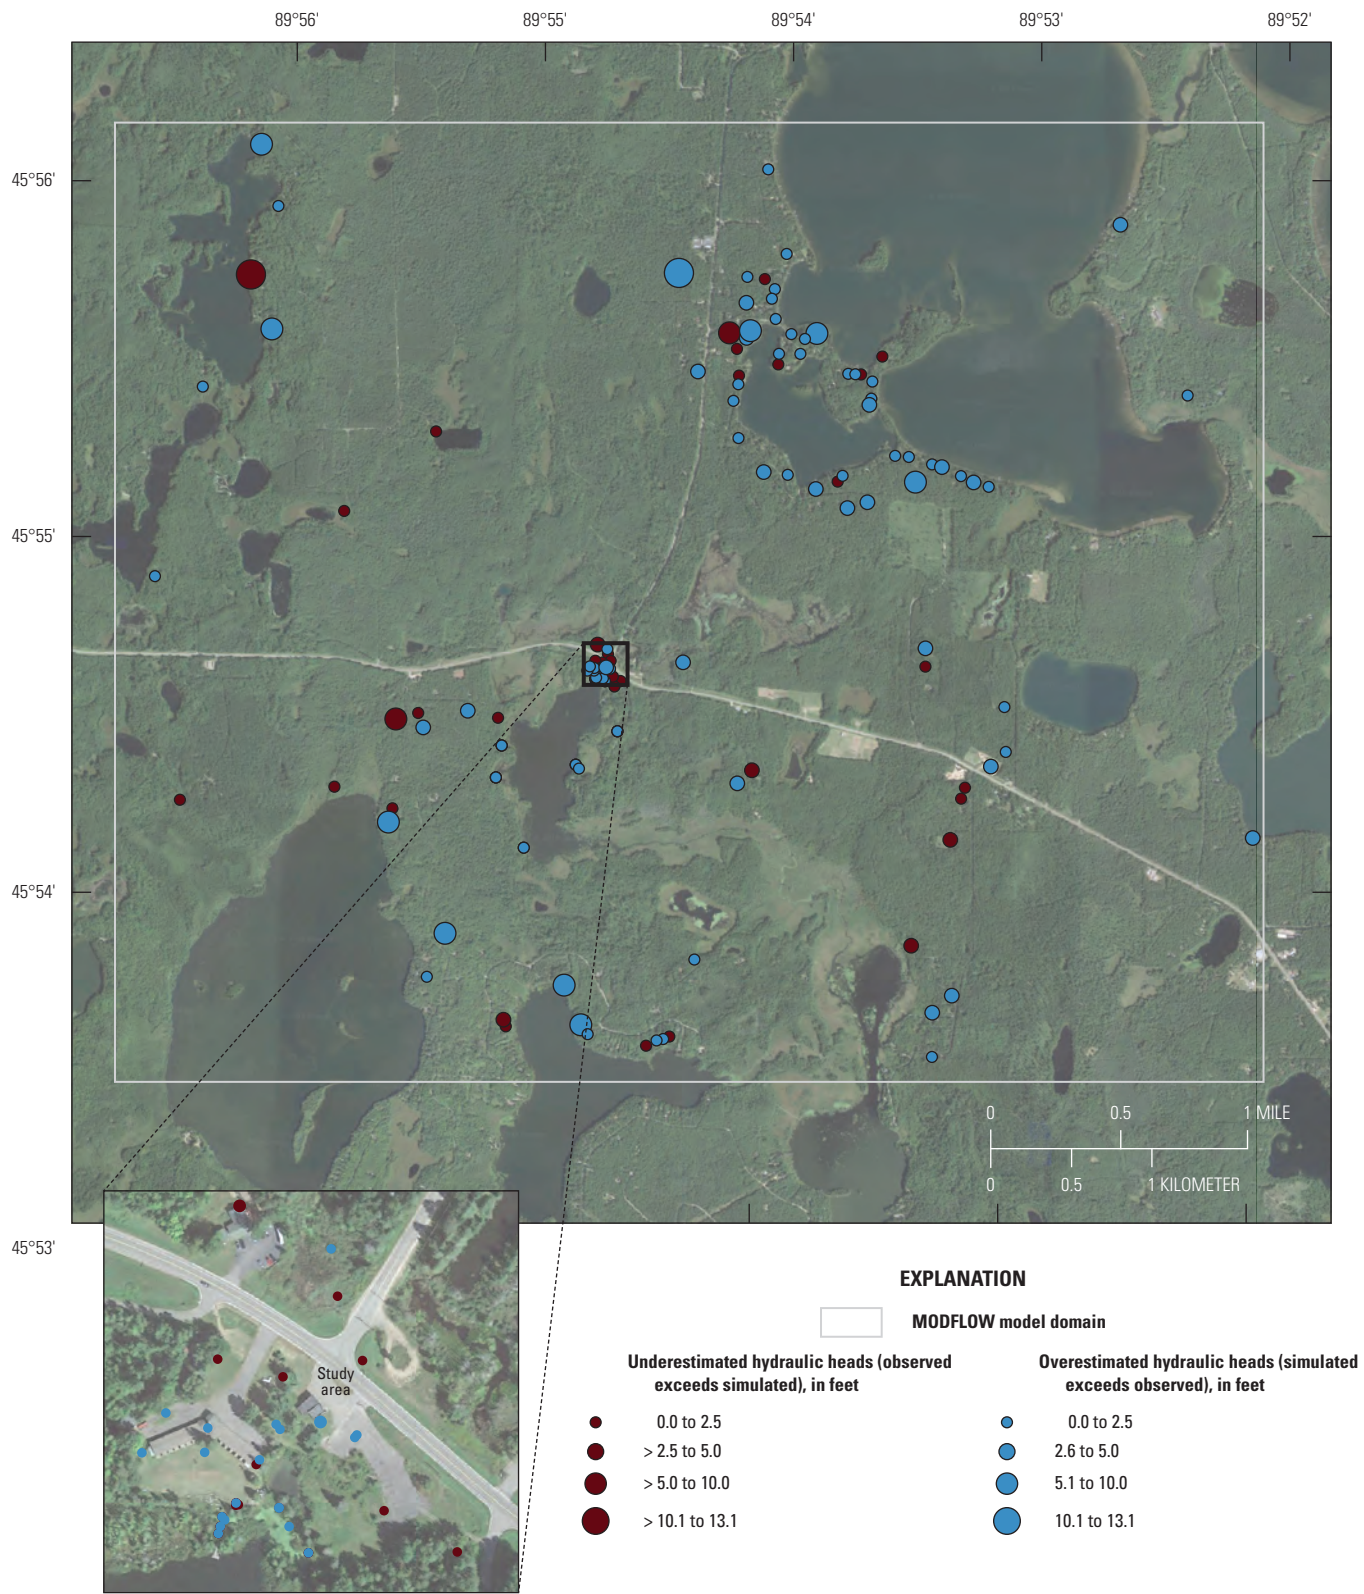 89°56'
89°55'
89°54'
89°53'
89°52'
45°56'
45°55'
45°54'
45°53'
0 0.5 1 MILE
0 0.5 1 KILOMETER
Study
area
EXPLANATION
MODFLOW model domain
Underestimated hydraulic heads (observed
exceeds simulated), in feet
0.0 to 2.5
> 2.5 to 5.0
> 5.0 to 10.0
> 10.1 to 13.1
Overestimated hydraulic heads (simulated
exceeds observed), in feet
0.0 to 2.5
2.6 to 5.0
5.1 to 10.0
10.1 to 13.1